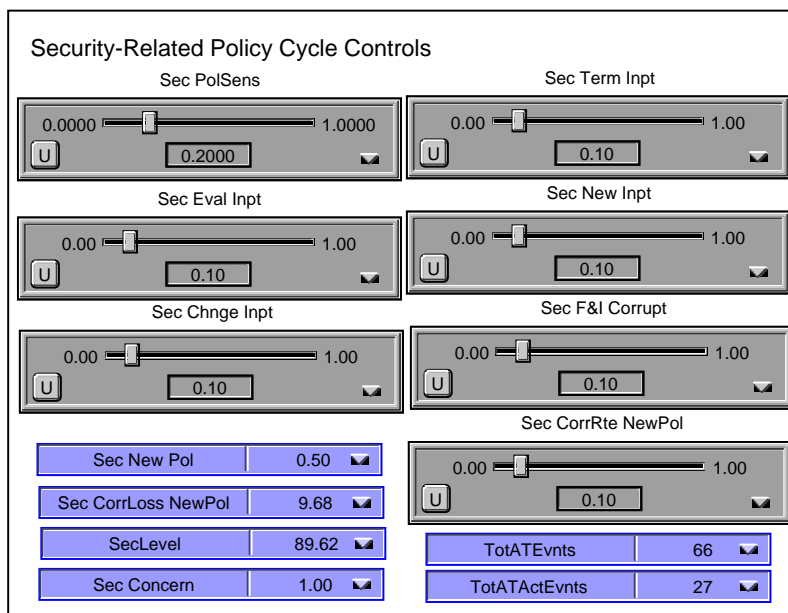 Security-Related Policy Cycle Controls
Sec PolSens
0.0000 1.0000
U 0.2000
Sec Term Inpt
0.00 1.00
U 0.10
Sec Eval Inpt
0.00 1.00
U 0.10
Sec New Inpt
0.00 1.00
U 0.10
Sec Chnge Inpt
0.00 1.00
U 0.10
Sec F&I Corrupt
0.00 1.00
U 0.10
Sec CorrRte NewPol
0.00 1.00
U 0.10
Sec New Pol 0.50
Sec CorrLoss NewPol 9.68
SecLevel 89.62
Sec Concern 1.00
TotATEvnts 66
TotATActEvnts 27